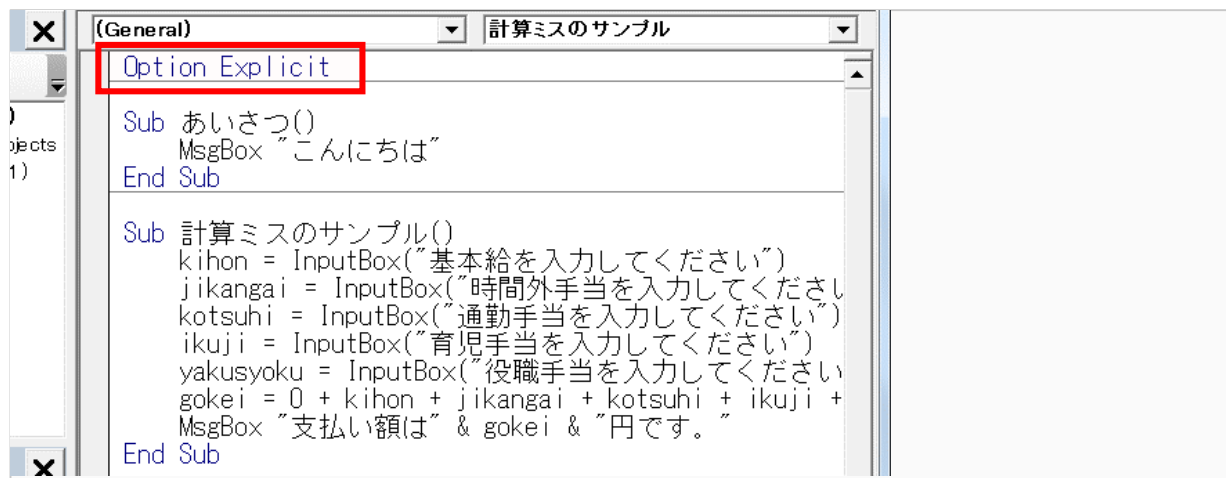 (General) 計算ミスのサンプル
Option Explicit
Sub あいさつ()
MsgBox "こんにちは"
End Sub
Sub 計算ミスのサンプル()
kihon = InputBox("基本給を入力してください")
jikangai = InputBox("時間外手当を入力してくださ
kotsuhi = InputBox("通勤手当を入力してください")
ikuji = InputBox("育児手当を入力してください")
yakusyoku = InputBox("役職手当を入力してください
gokei = 0 + kihon + jikangai + kotsuhi + ikuji +
MsgBox "支払い額は" & gokei & "円です。"
End Sub
1)